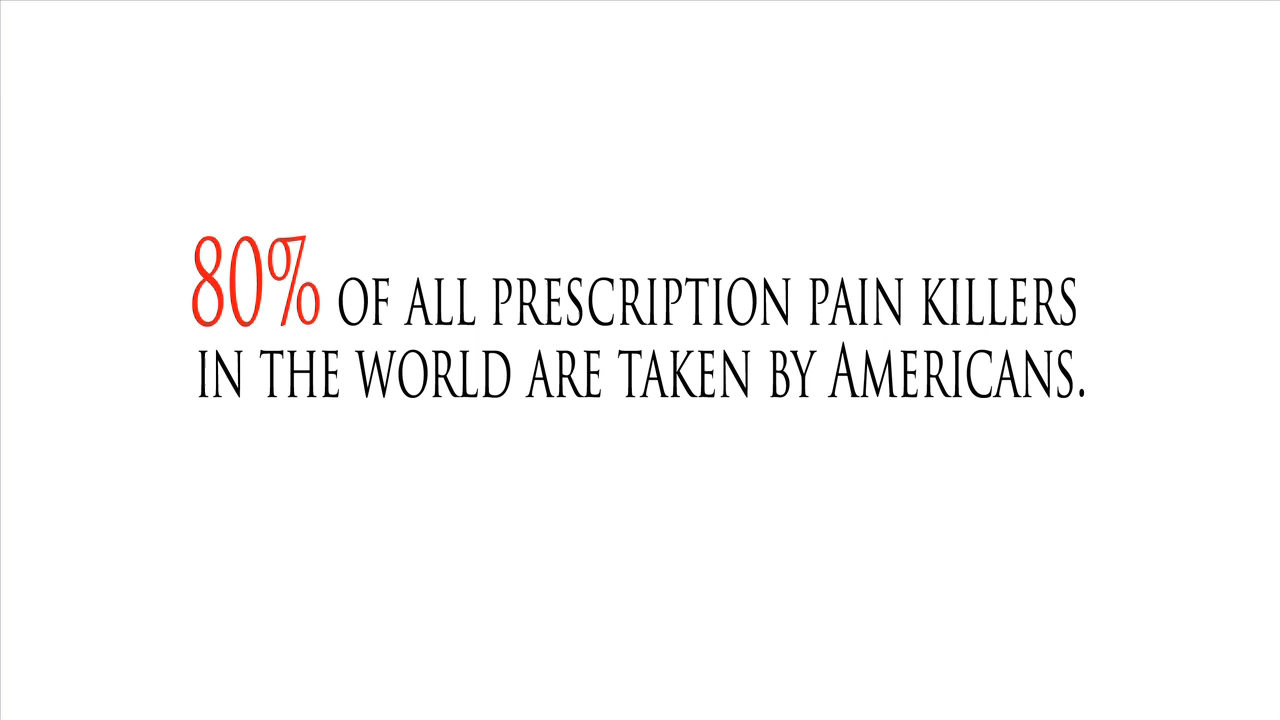 80% OF ALL PRESCRIPTION PAIN KILLERS
IN THE WORLD ARE TAKEN BY AMERICANS.